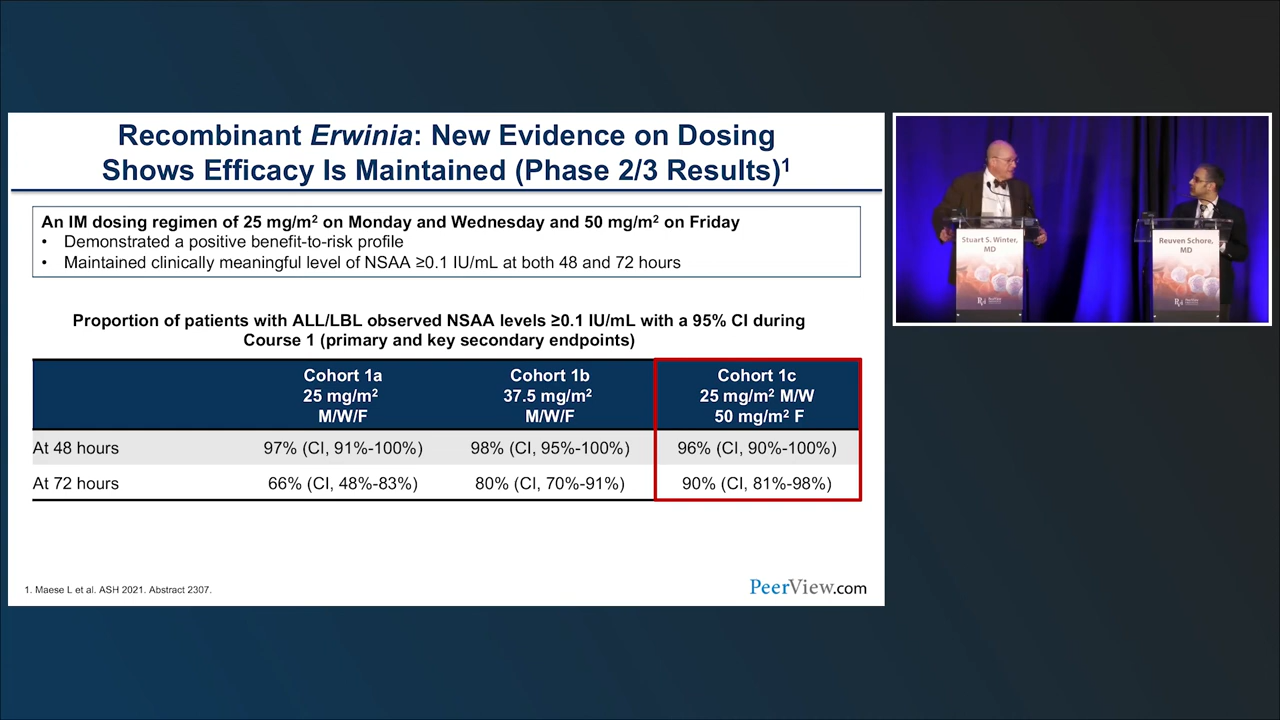 Recombinant Erwinia: New Evidence on Dosing
Shows Efficacy Is Maintained (Phase 2/3 Results)¹
An IM dosing regimen of 25 mg/m² on Monday and Wednesday and 50 mg/m² on Friday
• Demonstrated a positive benefit-to-risk profile
• Maintained clinically meaningful level of NSAA ≥0.1 IU/mL at both 48 and 72 hours
Proportion of patients with ALL/LBL observed NSAA levels ≥0.1 IU/mL with a 95% CI during
Course 1 (primary and key secondary endpoints)
Cohort 1a
25 mg/m²
M/W/F
Cohort 1b
37.5 mg/m²
M/W/F
Cohort 1c
25 mg/m² M/W
50 mg/m² F
At 48 hours 97% (CI, 91%-100%) 98% (CI, 95%-100%) 96% (CI, 90%-100%)
At 72 hours 66% (CI, 48%-83%) 80% (CI, 70%-91%) 90% (CI, 81%-98%)
1. Maese L et al. ASH 2021. Abstract 2307.
PeerView.com
Stuart S. Winter,
MD
Reuven Schore,
MD